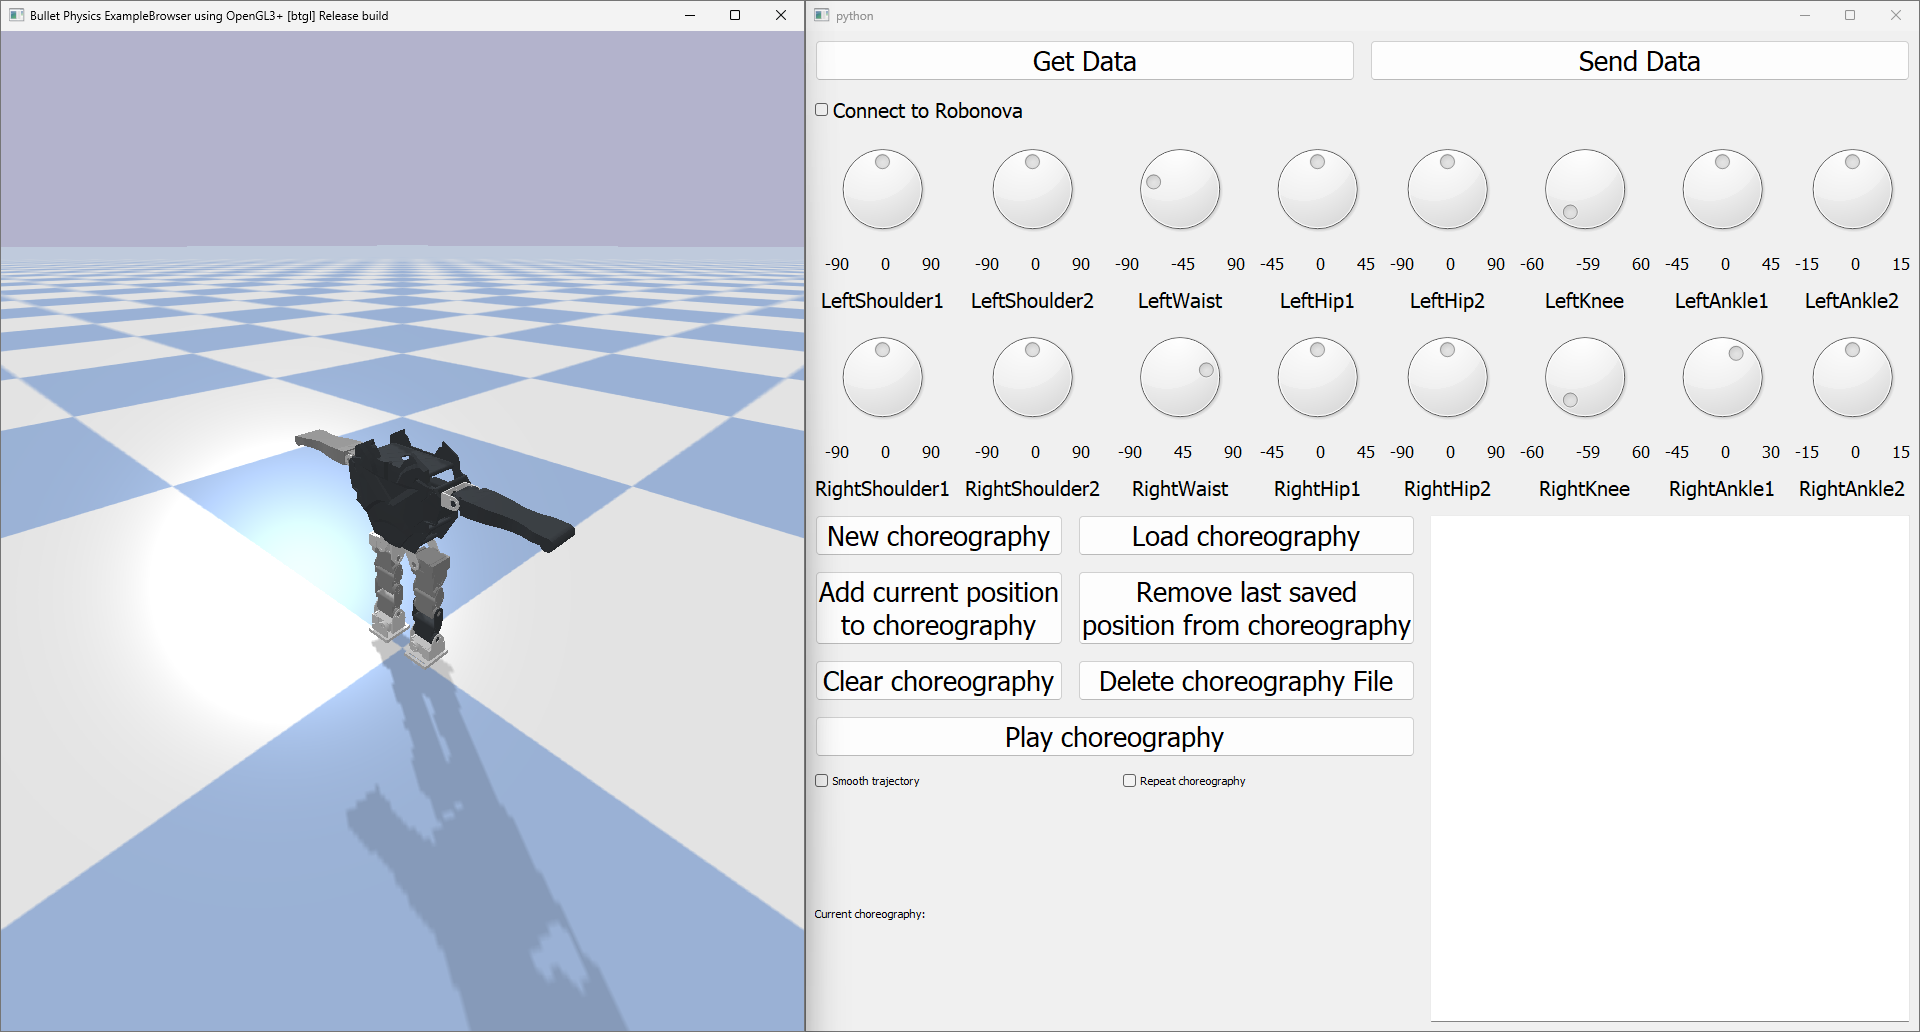 Bullet Physics ExampleBrowser using OpenGL3+ [btgl] Release build
python
Get Data
Send Data
Connect to Robonova
-90 0 90
-90 0 90
-90 -45 90
-45 0 45
-90 0 90
-60 -59 60
-45 0 45
-15 0 15
LeftShoulder1
LeftShoulder2
LeftWaist
LeftHip1
LeftHip2
LeftKnee
LeftAnkle1
LeftAnkle2
-90 0 90
-90 0 90
-90 45 90
-45 0 45
-90 0 90
-60 -59 60
-45 0 30
-15 0 15
RightShoulder1
RightShoulder2
RightWaist
RightHip1
RightHip2
RightKnee
RightAnkle1
RightAnkle2
New choreography
Load choreography
Add current position
to choreography
Remove last saved
position from choreography
Clear choreography
Delete choreography File
Play choreography
Smooth trajectory
Repeat choreography
Current choreography: